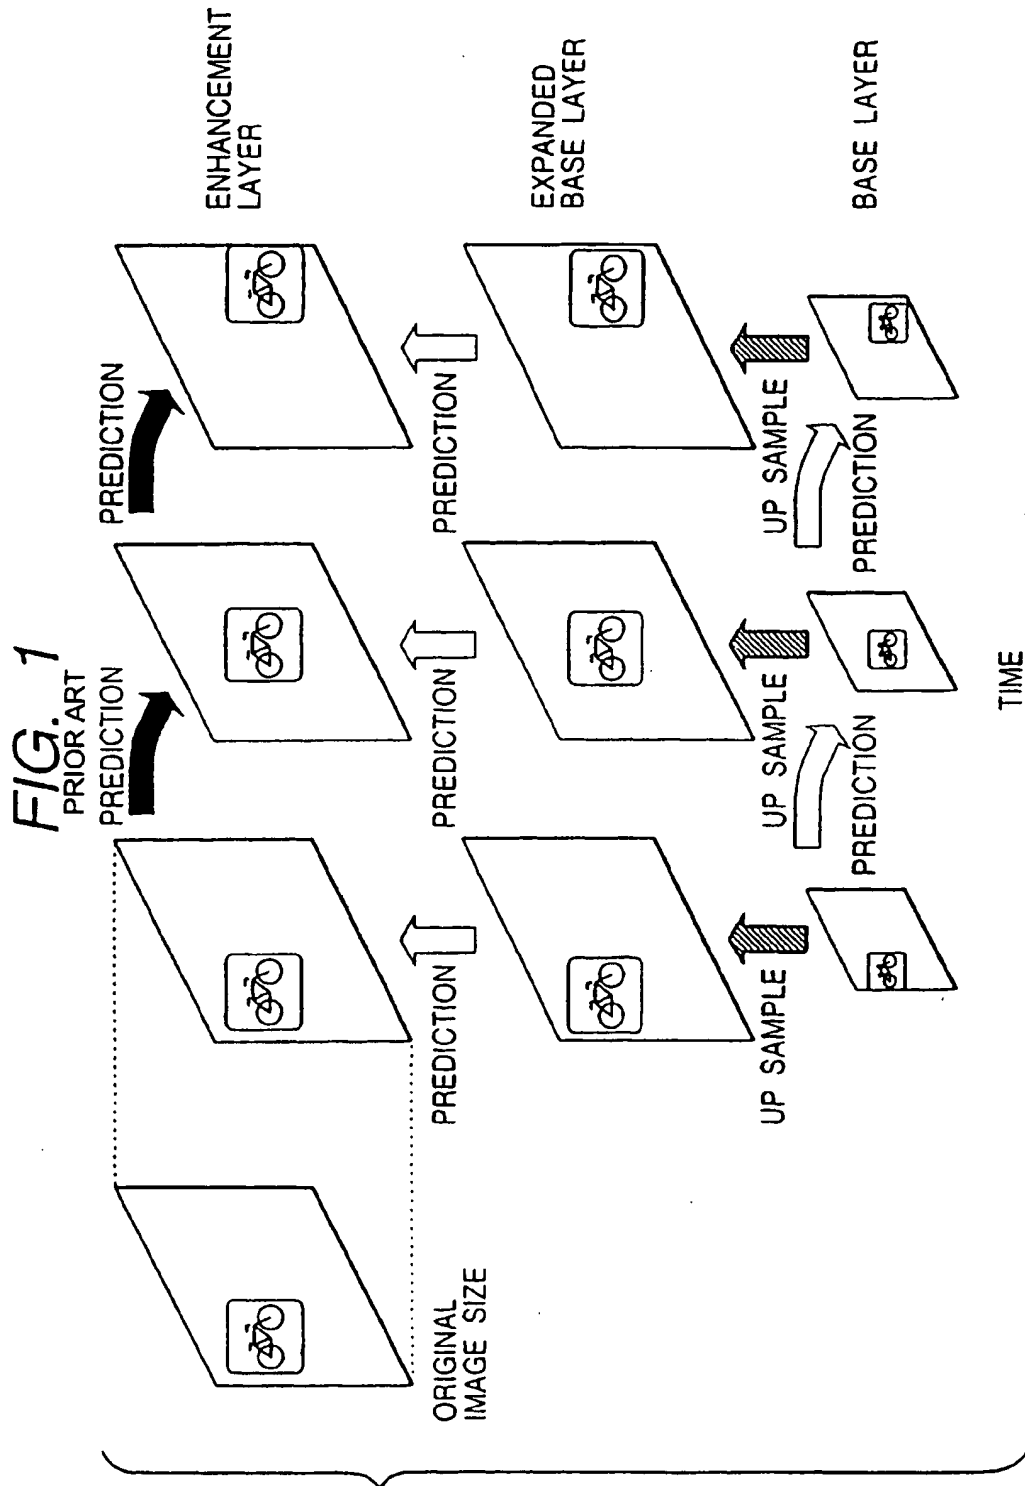 FIG. 1
PRIOR ART
PREDICTION
PREDICTION
ENHANCEMENT
LAYER
ORIGINAL
IMAGE SIZE
PREDICTION
PREDICTION
PREDICTION
EXPANDED
BASE LAYER
UP SAMPLE
UP SAMPLE
UP SAMPLE
PREDICTION
PREDICTION
BASE LAYER
TIME